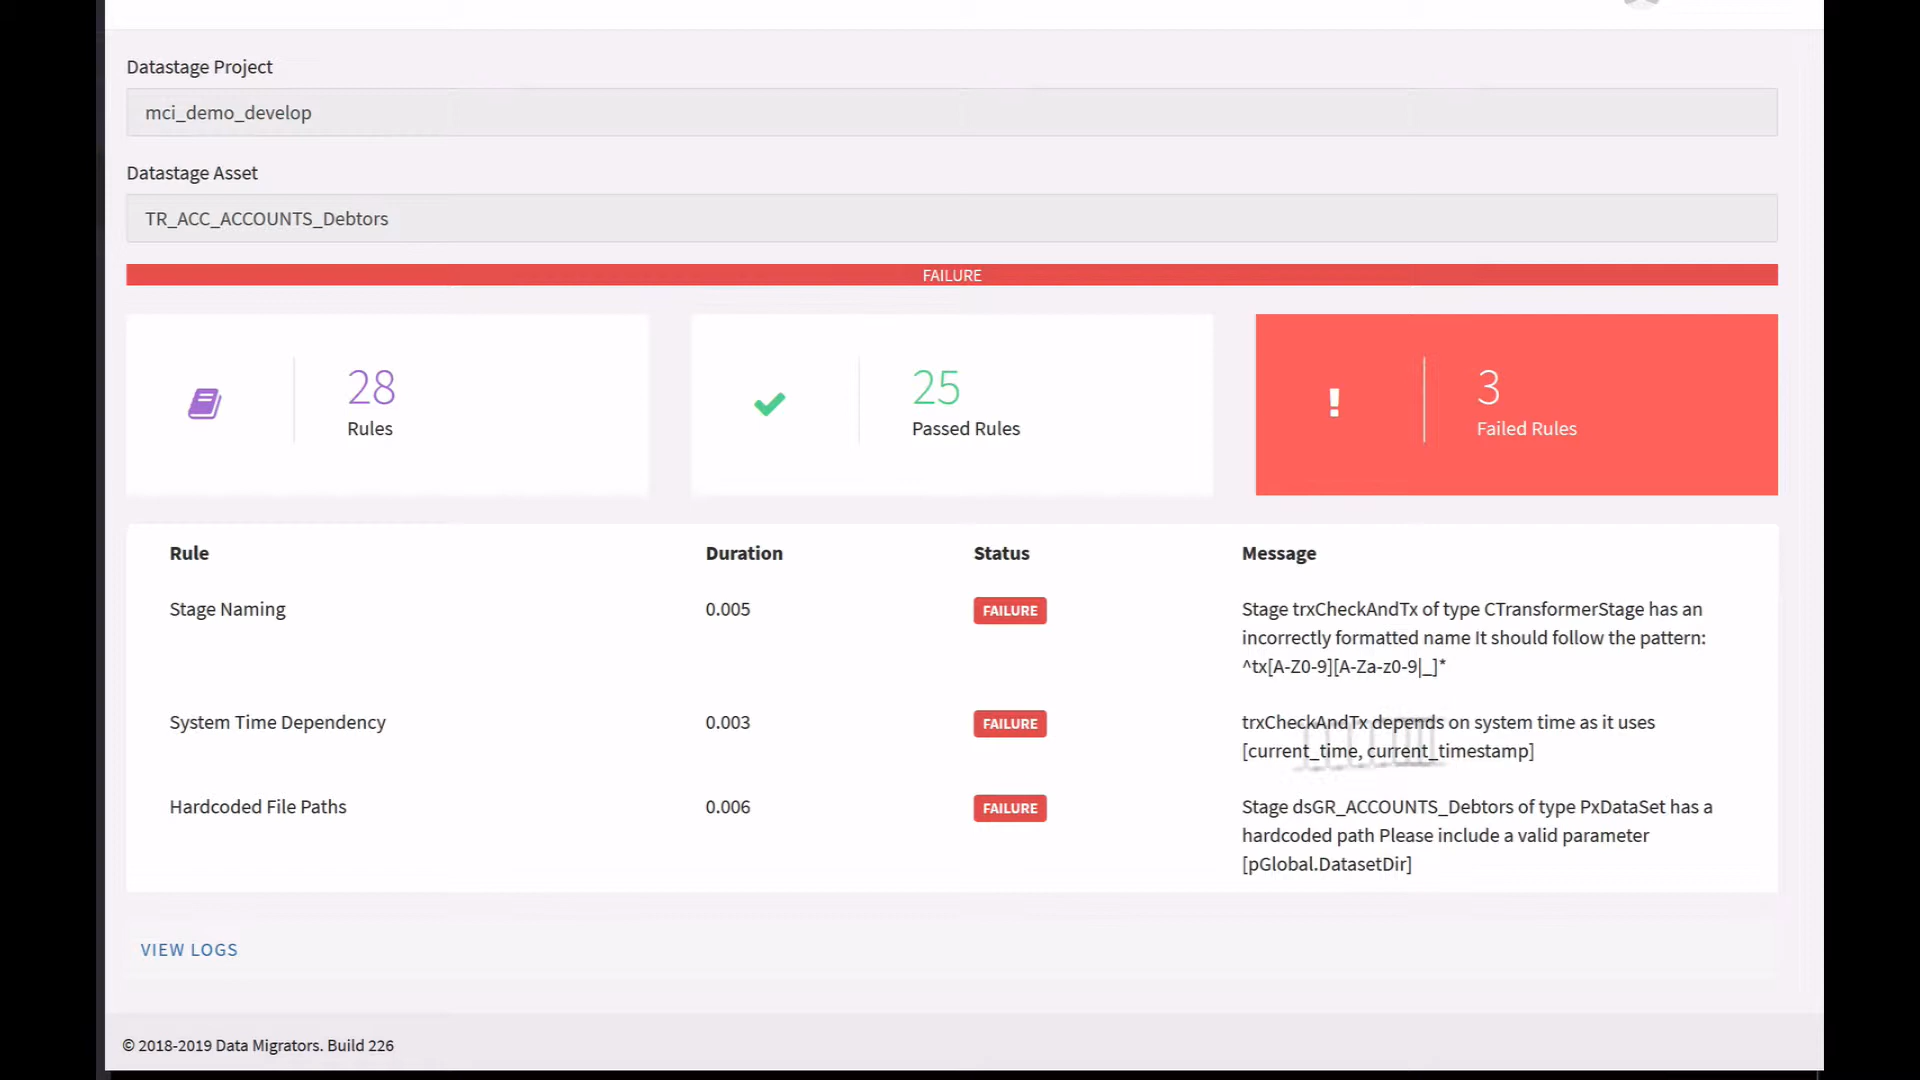 Datastage Project
mci_demo_develop
Datastage Asset
TR_ACC_ACCOUNTS_Debtors
FAILURE
28
Rules
25
Passed Rules
3
Failed Rules
Rule Duration Status Message
Stage Naming 0.005 FAILURE Stage trxCheckAndTx of type CTransformerStage has an
incorrectly formatted name It should follow the pattern:
^tx[A-Z0-9][A-Za-z0-9|_]*
System Time Dependency 0.003 FAILURE trxCheckAndTx depends on system time as it uses
[current_time, current_timestamp]
Hardcoded File Paths 0.006 FAILURE Stage dsGR_ACCOUNTS_Debtors of type PxDataSet has a
hardcoded path Please include a valid parameter
[pGlobal.DatasetDir]
VIEW LOGS
© 2018-2019 Data Migrators. Build 226